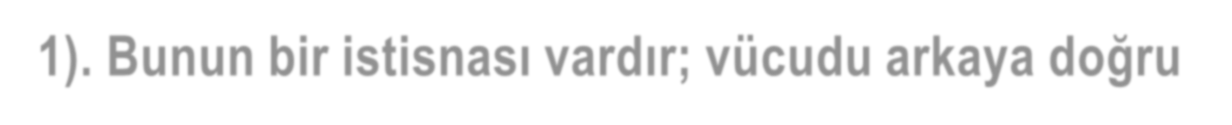 1). Bunun bir istisnası vardır; vücudu arkaya doğru